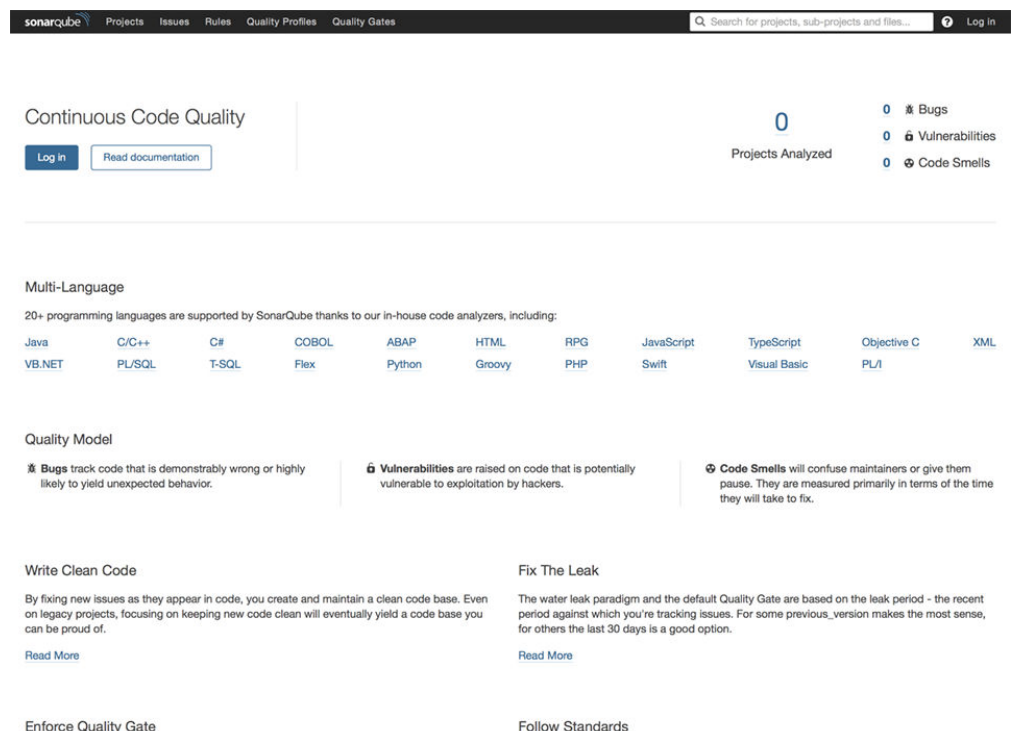 sonarqube Projects Issues Rules Quality Profiles Quality Gates Search for projects, sub-projects and files... ? Log in
Continuous Code Quality
Log in Read documentation
0
Projects Analyzed
0 Bugs
0 Vulnerabilities
0 Code Smells
Multi-Language
20+ programming languages are supported by SonarQube thanks to our in-house code analyzers, including:
Java C/C++ C# COBOL ABAP HTML RPG JavaScript TypeScript Objective C XML
VB.NET PL/SQL T-SQL Flex Python Groovy PHP Swift Visual Basic PL/I
Quality Model
Bugs track code that is demonstrably wrong or highly
likely to yield unexpected behavior.
Vulnerabilities are raised on code that is potentially
vulnerable to exploitation by hackers.
Code Smells will confuse maintainers or give them
pause. They are measured primarily in terms of the time
they will take to fix.
Write Clean Code
By fixing new issues as they appear in code, you create and maintain a clean code base. Even
on legacy projects, focusing on keeping new code clean will eventually yield a code base you
can be proud of.
Read More
Fix The Leak
The water leak paradigm and the default Quality Gate are based on the leak period - the recent
period against which you're tracking issues. For some previous_version makes the most sense,
for others the last 30 days is a good option.
Read More
Enforce Quality Gate
Follow Standards